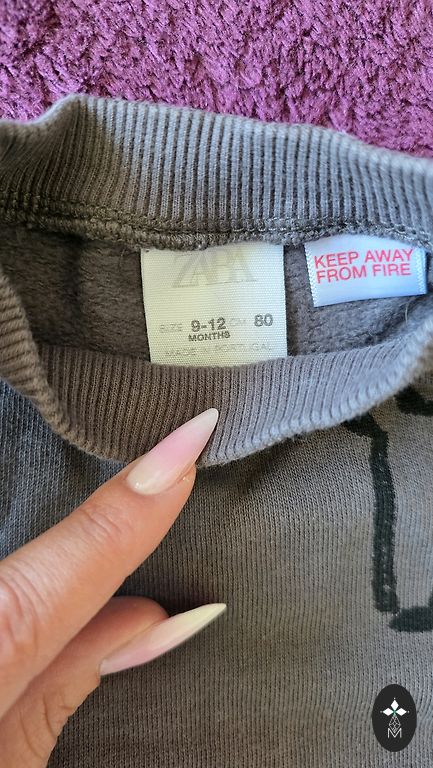 ZARA
SIZE 9-12 CM 80
MONTHS
MADE IN PORTUGAL
KEEP AWAY
FROM FIRE
M